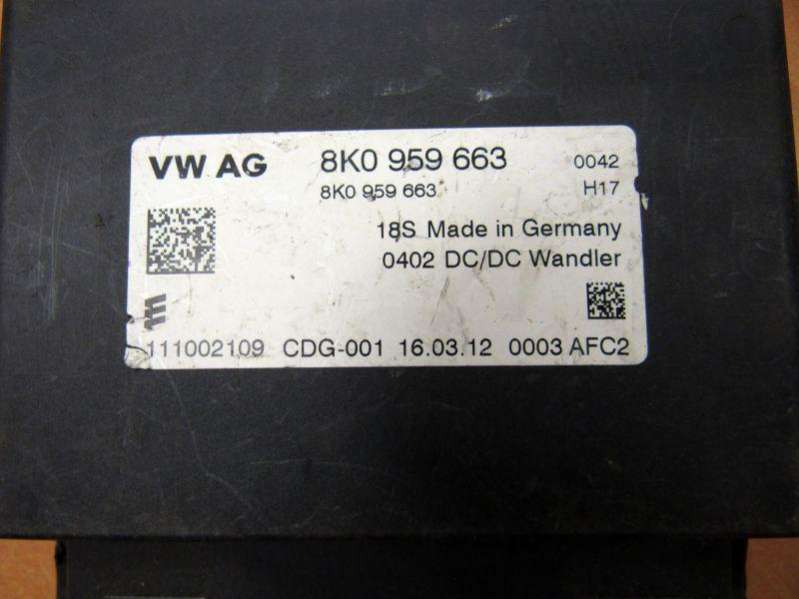 VW AG 8K0 959 663 0042
8K0 959 663 H17
18S Made in Germany
0402 DC/DC Wandler
111002109 CDG-001 16.03.12 0003 AFC2